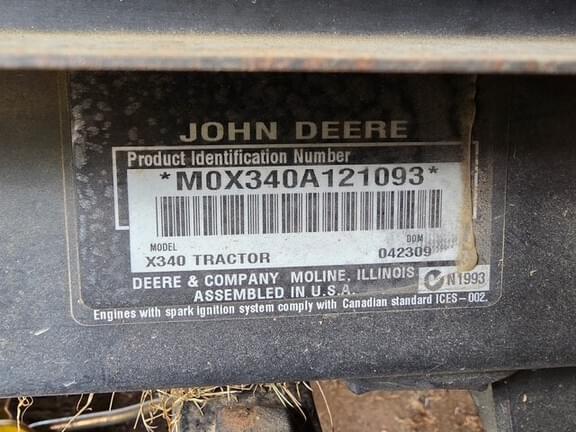 JOHN DEERE
Product Identification Number
*M0X340A121093*
MODEL
DOM
X340 TRACTOR
042309
DEERE & COMPANY MOLINE, ILLINOIS
ASSEMBLED IN U.S.A.
N1993
Engines with spark ignition system comply with Canadian standard ICES-002.